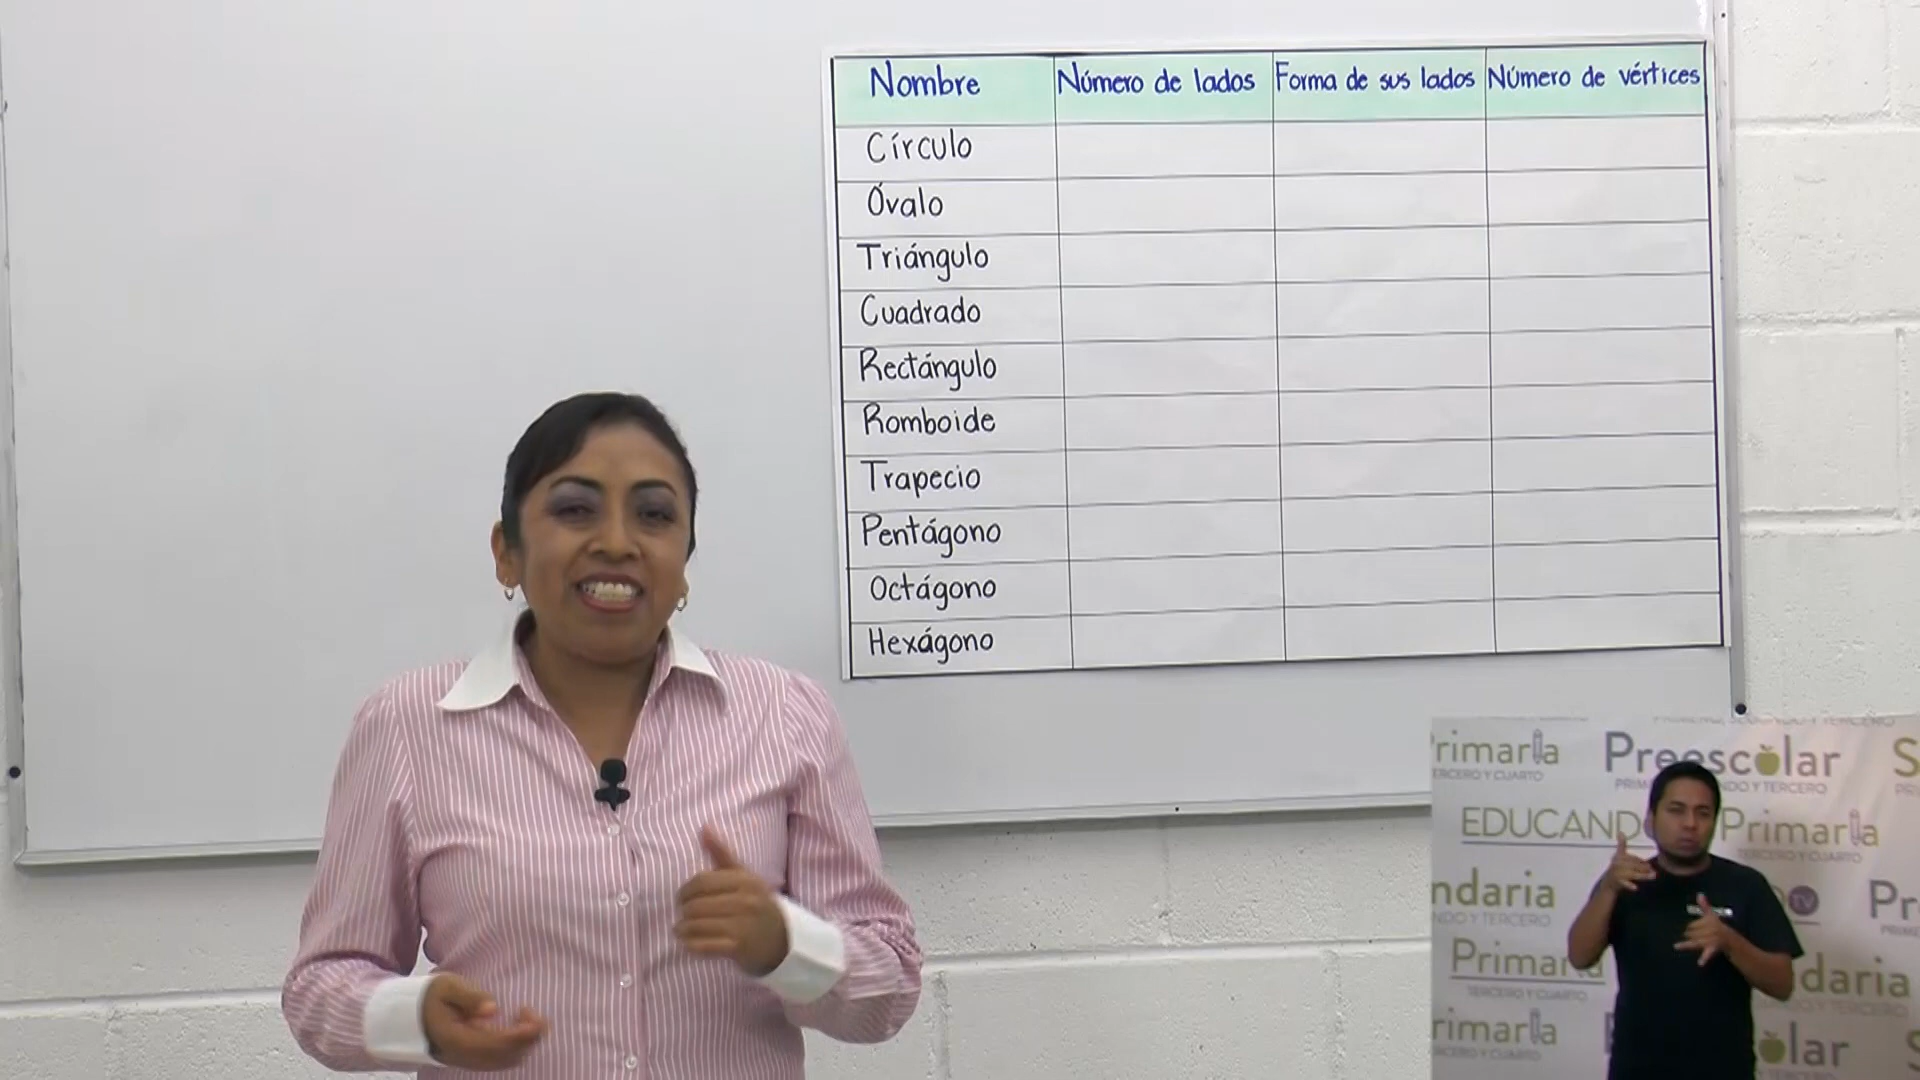 Nombre Número de lados Forma de sus lados Número de vértices
Círculo
Óvalo
Triángulo
Cuadrado
Rectángulo
Romboide
Trapecio
Pentágono
Octágono
Hexágono
Preescolar
TERCERO Y CUARTO
EDUCANDO Primaria
TERCERO Y CUARTO
Primaria
TERCERO Y CUARTO